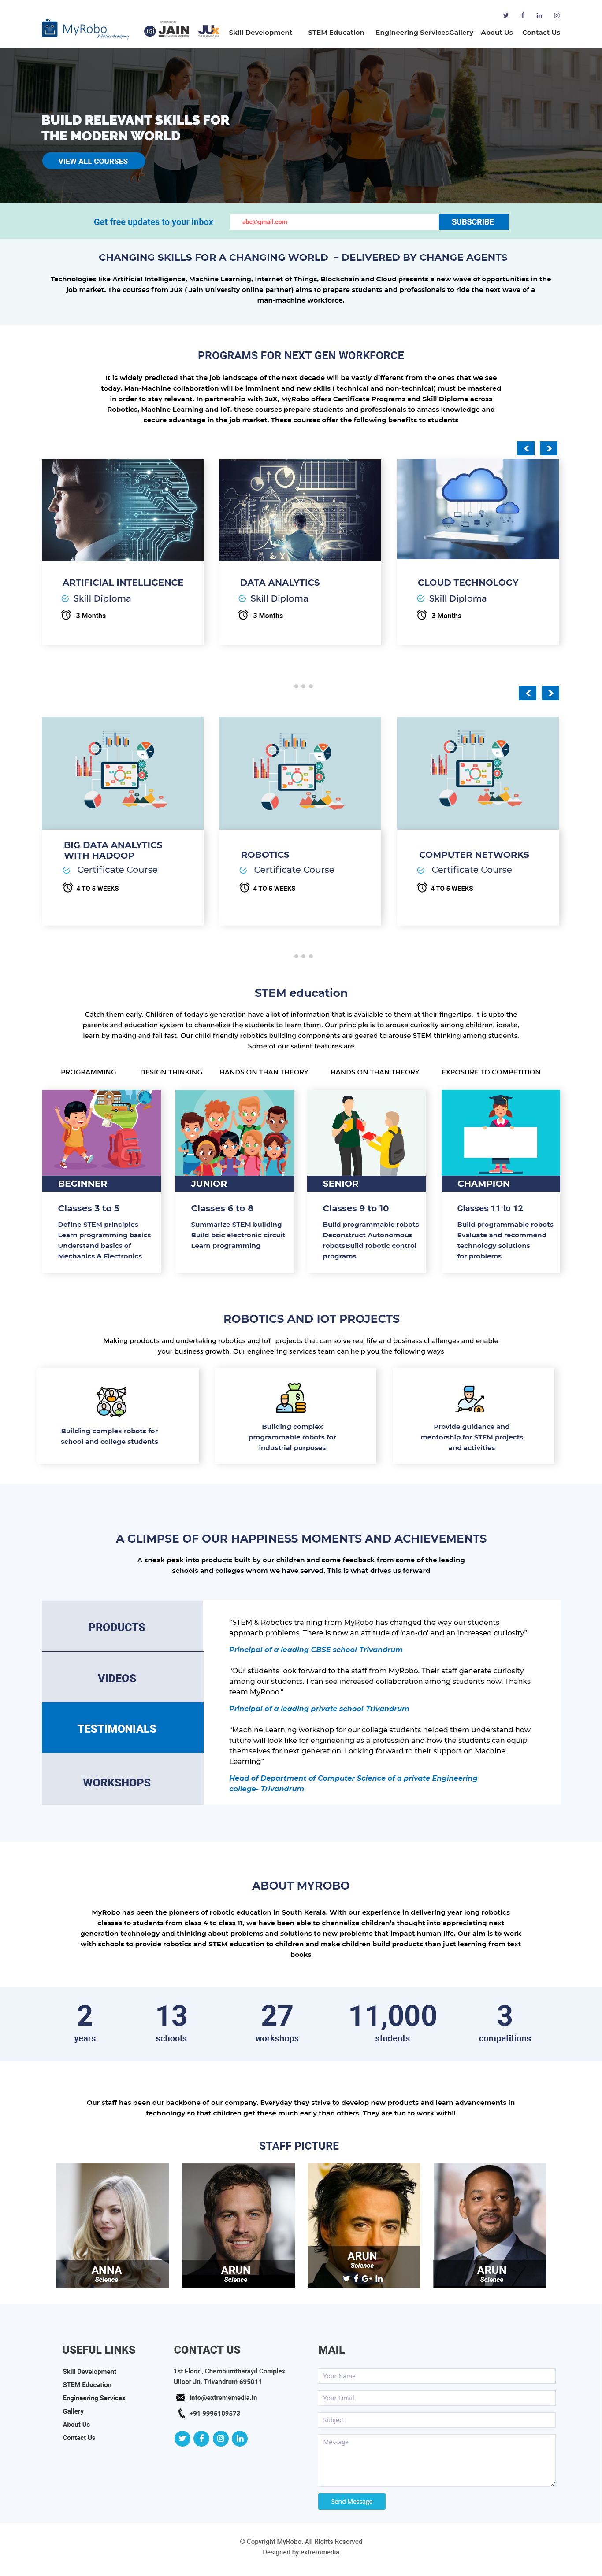 MyRobo
Robotics Academy
JGI JAIN
JUX
Skill Development STEM Education Engineering ServicesGallery About Us Contact Us
BUILD RELEVANT SKILLS FOR
THE MODERN WORLD
VIEW ALL COURSES
Get free updates to your inbox
abc@gmail.com
SUBSCRIBE
CHANGING SKILLS FOR A CHANGING WORLD – DELIVERED BY CHANGE AGENTS
Technologies like Artificial Intelligence, Machine Learning, Internet of Things, Blockchain and Cloud presents a new wave of opportunities in the
job market. The courses from JuX ( Jain University online partner) aims to prepare students and professionals to ride the next wave of a
man-machine workforce.
PROGRAMS FOR NEXT GEN WORKFORCE
It is widely predicted that the job landscape of the next decade will be vastly different from the ones that we see
today. Man-Machine collaboration will be imminent and new skills ( technical and non-technical) must be mastered
in order to stay relevant. In partnership with JuX, MyRobo offers Certificate Programs and Skill Diploma across
Robotics, Machine Learning and IoT. these courses prepare students and professionals to amass knowledge and
secure advantage in the job market. These courses offer the following benefits to students
ARTIFICIAL INTELLIGENCE
Skill Diploma
3 Months
DATA ANALYTICS
Skill Diploma
3 Months
CLOUD TECHNOLOGY
Skill Diploma
3 Months
BIG DATA ANALYTICS
WITH HADOOP
Certificate Course
4 TO 5 WEEKS
ROBOTICS
Certificate Course
4 TO 5 WEEKS
COMPUTER NETWORKS
Certificate Course
4 TO 5 WEEKS
STEM education
Catch them early. Children of today's generation have a lot of information that is available to them at their fingertips. It is upto the
parents and education system to channelize the students to learn them. Our principle is to arouse curiosity among children, ideate,
learn by making and fail fast. Our child friendly robotics building components are geared to arouse STEM thinking among students.
Some of our salient features are
PROGRAMMING DESIGN THINKING HANDS ON THAN THEORY HANDS ON THAN THEORY EXPOSURE TO COMPETITION
BEGINNER
Classes 3 to 5
Define STEM principles
Learn programming basics
Understand basics of
Mechanics & Electronics
JUNIOR
Classes 6 to 8
Summarize STEM building
Build bsic electronic circuit
Learn programming
SENIOR
Classes 9 to 10
Build programmable robots
Deconstruct Autonomous
robotsBuild robotic control
programs
CHAMPION
Classes 11 to 12
Build programmable robots
Evaluate and recommend
technology solutions
for problems
ROBOTICS AND IOT PROJECTS
Making products and undertaking robotics and IoT projects that can solve real life and business challenges and enable
your business growth. Our engineering services team can help you the following ways
Building complex robots for
school and college students
Building complex
programmable robots for
industrial purposes
Provide guidance and
mentorship for STEM projects
and activities
A GLIMPSE OF OUR HAPPINESS MOMENTS AND ACHIEVEMENTS
A sneak peak into products built by our children and some feedback from some of the leading
schools and colleges whom we have served. This is what drives us forward
PRODUCTS
VIDEOS
TESTIMONIALS
WORKSHOPS
“STEM & Robotics training from MyRobo has changed the way our students
approach problems. There is now an attitude of ‘can-do’ and an increased curiosity”
Principal of a leading CBSE school-Trivandrum
“Our students look forward to the staff from MyRobo. Their staff generate curiosity
among our students. I can see increased collaboration among students now. Thanks
team MyRobo.”
Principal of a leading private school-Trivandrum
“Machine Learning workshop for our college students helped them understand how
future will look like for engineering as a profession and how the students can equip
themselves for next generation. Looking forward to their support on Machine
Learning”
Head of Department of Computer Science of a private Engineering
college- Trivandrum
ABOUT MYROBO
MyRobo has been the pioneers of robotic education in South Kerala. With our experience in delivering year long robotics
classes to students from class 4 to class 11, we have been able to channelize children's thought into appreciating next
generation technology and thinking about problems and solutions to new problems that impact human life. Our aim is to work
with schools to provide robotics and STEM education to children and make children build products than just learning from text
books
2 13 27 11,000 3
years schools workshops students competitions
Our staff has been our backbone of our company. Everyday they strive to develop new products and learn advancements in
technology so that children get these much early than others. They are fun to work with!!
STAFF PICTURE
ANNA
Science
ARUN
Science
ARUN
Science
ARUN
Science
USEFUL LINKS
Skill Development
STEM Education
Engineering Services
Gallery
About Us
Contact Us
CONTACT US
1st Floor , Chembumtharayil Complex
Ulloor Jn, Trivandrum 695011
info@extrememedia.in
+91 9995109573
MAIL
Your Name
Your Email
Subject
Message
Send Message
© Copyright MyRobo. All Rights Reserved
Designed by extremmedia